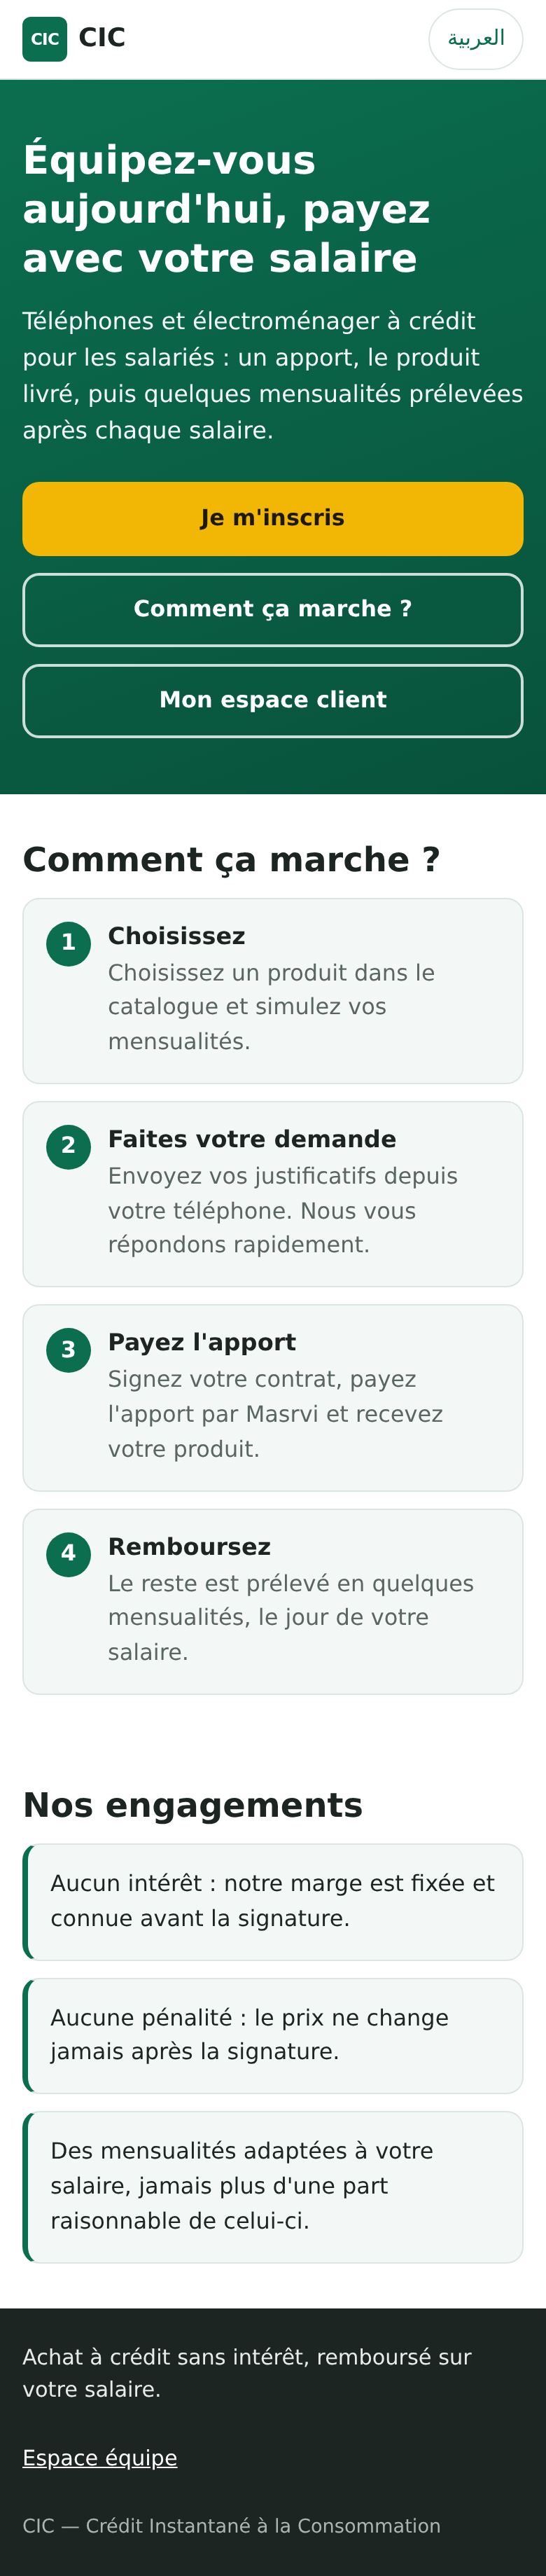 CIC CIC العربية
Équipez-vous
aujourd'hui, payez
avec votre salaire
Téléphones et électroménager à crédit
pour les salariés : un apport, le produit
livré, puis quelques mensualités prélevées
après chaque salaire.
Je m'inscris
Comment ça marche ?
Mon espace client
Comment ça marche ?
1 Choisissez
Choisissez un produit dans le
catalogue et simulez vos
mensualités.
2 Faites votre demande
Envoyez vos justificatifs depuis
votre téléphone. Nous vous
répondons rapidement.
3 Payez l'apport
Signez votre contrat, payez
l'apport par Masrvi et recevez
votre produit.
4 Remboursez
Le reste est prélevé en quelques
mensualités, le jour de votre
salaire.
Nos engagements
Aucun intérêt : notre marge est fixée et
connue avant la signature.
Aucune pénalité : le prix ne change
jamais après la signature.
Des mensualités adaptées à votre
salaire, jamais plus d'une part
raisonnable de celui-ci.
Achat à crédit sans intérêt, remboursé sur
votre salaire.
Espace équipe
CIC — Crédit Instantané à la Consommation